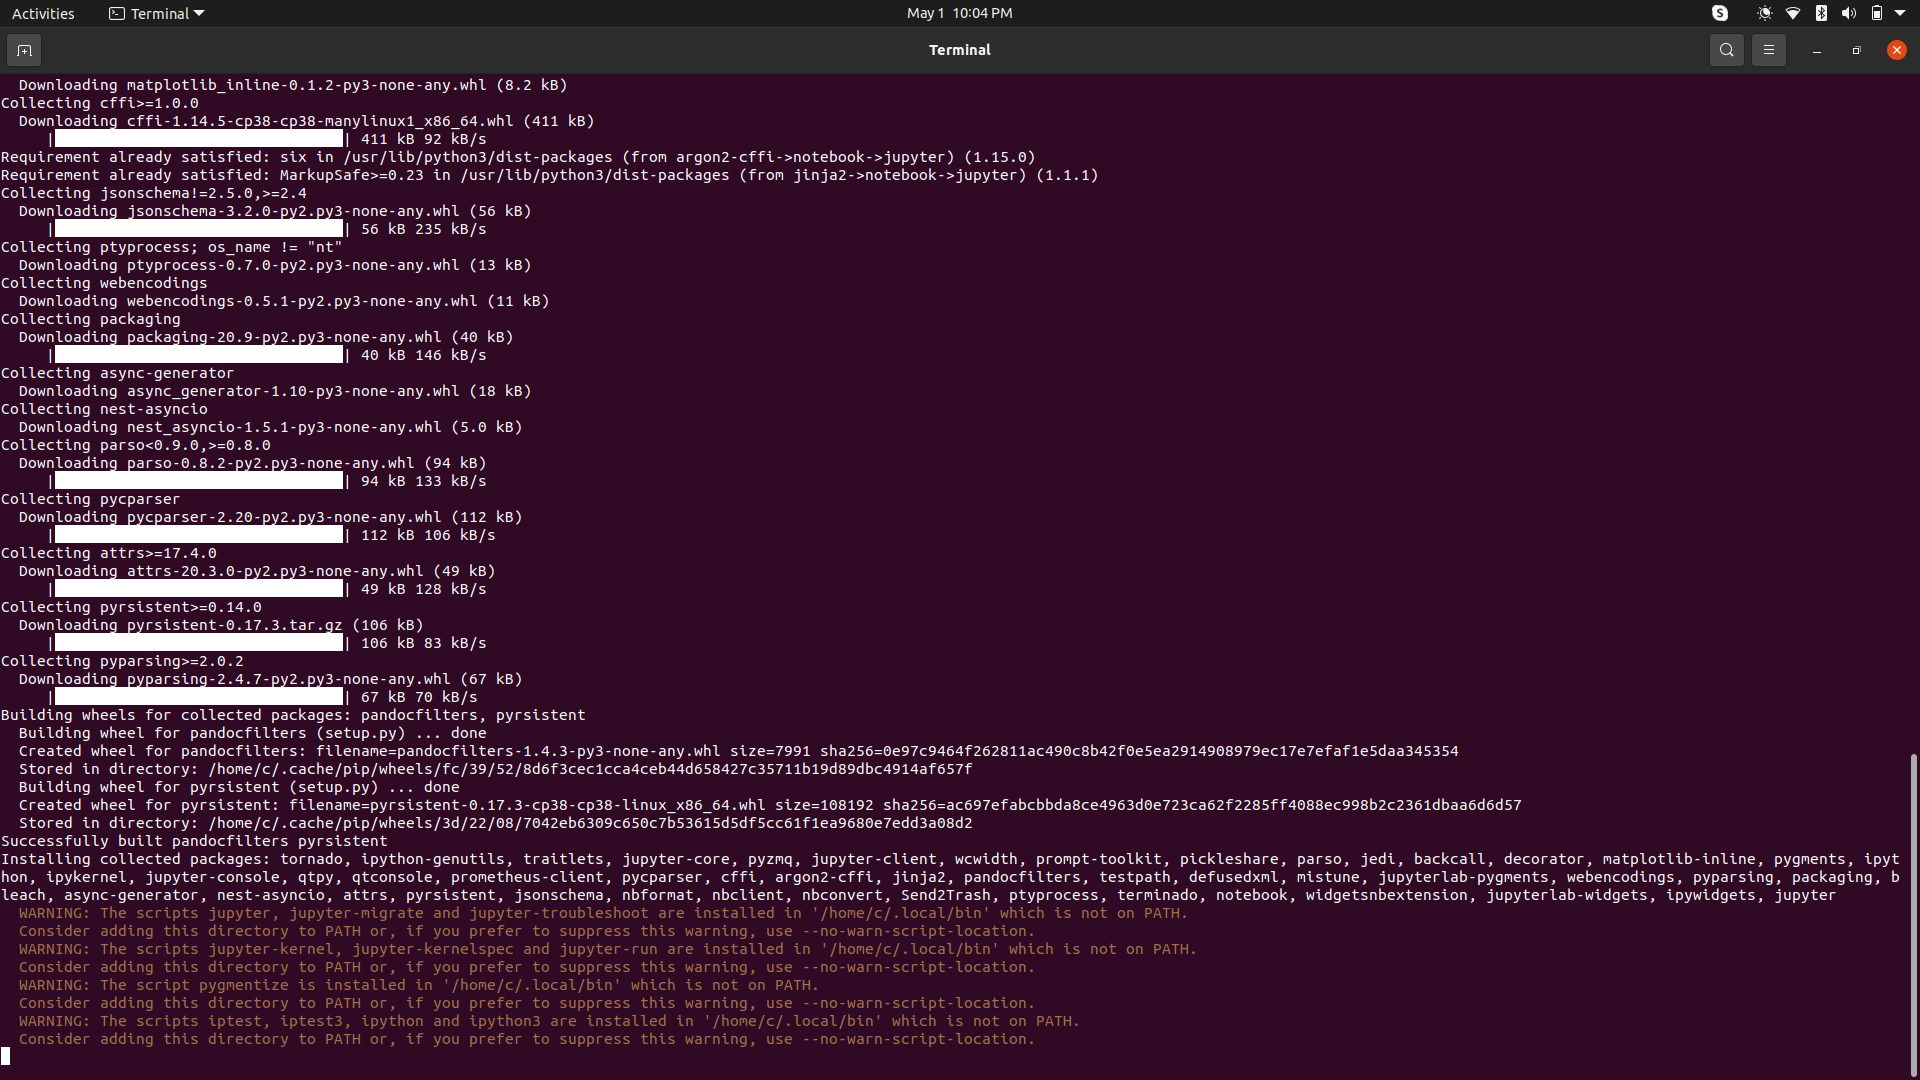 Activities Terminal May 1 10:04 PM
Terminal
Downloading matplotlib_inline-0.1.2-py3-none-any.whl (8.2 kB)
Collecting cffi>=1.0.0
Downloading cffi-1.14.5-cp38-cp38-manylinux1_x86_64.whl (411 kB)
| | 411 kB 92 kB/s
Requirement already satisfied: six in /usr/lib/python3/dist-packages (from argon2-cffi->notebook->jupyter) (1.15.0)
Requirement already satisfied: MarkupSafe>=0.23 in /usr/lib/python3/dist-packages (from jinja2->notebook->jupyter) (1.1.1)
Collecting jsonschema!=2.5.0,>=2.4
Downloading jsonschema-3.2.0-py2.py3-none-any.whl (56 kB)
| | 56 kB 235 kB/s
Collecting ptyprocess; os_name != "nt"
Downloading ptyprocess-0.7.0-py2.py3-none-any.whl (13 kB)
Collecting webencodings
Downloading webencodings-0.5.1-py2.py3-none-any.whl (11 kB)
Collecting packaging
Downloading packaging-20.9-py2.py3-none-any.whl (40 kB)
| | 40 kB 146 kB/s
Collecting async-generator
Downloading async_generator-1.10-py3-none-any.whl (18 kB)
Collecting nest-asyncio
Downloading nest_asyncio-1.5.1-py3-none-any.whl (5.0 kB)
Collecting parso<0.9.0,>=0.8.0
Downloading parso-0.8.2-py2.py3-none-any.whl (94 kB)
| | 94 kB 133 kB/s
Collecting pycparser
Downloading pycparser-2.20-py2.py3-none-any.whl (112 kB)
| | 112 kB 106 kB/s
Collecting attrs>=17.4.0
Downloading attrs-20.3.0-py2.py3-none-any.whl (49 kB)
| | 49 kB 128 kB/s
Collecting pyrsistent>=0.14.0
Downloading pyrsistent-0.17.3.tar.gz (106 kB)
| | 106 kB 83 kB/s
Collecting pyparsing>=2.0.2
Downloading pyparsing-2.4.7-py2.py3-none-any.whl (67 kB)
| | 67 kB 70 kB/s
Building wheels for collected packages: pandocfilters, pyrsistent
Building wheel for pandocfilters (setup.py) ... done
Created wheel for pandocfilters: filename=pandocfilters-1.4.3-py3-none-any.whl size=7991 sha256=0e97c9464f262811ac490c8b42f0e5ea2914908979ec17e7efaf1e5daa345354
Stored in directory: /home/c/.cache/pip/wheels/fc/39/52/8d6f3cec1cca4ceb44d658427c35711b19d89dbc4914af657f
Building wheel for pyrsistent (setup.py) ... done
Created wheel for pyrsistent: filename=pyrsistent-0.17.3-cp38-cp38-linux_x86_64.whl size=108192 sha256=ac697efabcbbda8ce4963d0e723ca62f2285ff4088ec998b2c2361dbaa6d6d57
Stored in directory: /home/c/.cache/pip/wheels/3d/22/08/7042eb6309c650c7b53615d5df5cc61f1ea9680e7edd3a08d2
Successfully built pandocfilters pyrsistent
Installing collected packages: tornado, ipython-genutils, traitlets, jupyter-core, pyzmq, jupyter-client, wcwidth, prompt-toolkit, pickleshare, parso, jedi, backcall, decorator, matplotlib-inline, pygments, ipyt
hon, ipykernel, jupyter-console, qtpy, qtconsole, prometheus-client, pycparser, cffi, argon2-cffi, jinja2, pandocfilters, testpath, defusedxml, mistune, jupyterlab-pygments, webencodings, pyparsing, packaging, b
leach, async-generator, nest-asyncio, attrs, pyrsistent, jsonschema, nbformat, nbclient, nbconvert, Send2Trash, ptyprocess, terminado, notebook, widgetsnbextension, jupyterlab-widgets, ipywidgets, jupyter
WARNING: The scripts jupyter, jupyter-migrate and jupyter-troubleshoot are installed in '/home/c/.local/bin' which is not on PATH.
Consider adding this directory to PATH or, if you prefer to suppress this warning, use --no-warn-script-location.
WARNING: The scripts jupyter-kernel, jupyter-kernelspec and jupyter-run are installed in '/home/c/.local/bin' which is not on PATH.
Consider adding this directory to PATH or, if you prefer to suppress this warning, use --no-warn-script-location.
WARNING: The script pygmentize is installed in '/home/c/.local/bin' which is not on PATH.
Consider adding this directory to PATH or, if you prefer to suppress this warning, use --no-warn-script-location.
WARNING: The scripts iptest, iptest3, ipython and ipython3 are installed in '/home/c/.local/bin' which is not on PATH.
Consider adding this directory to PATH or, if you prefer to suppress this warning, use --no-warn-script-location.